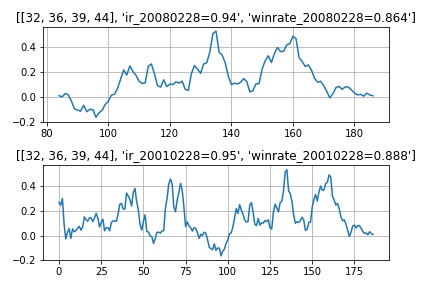 [[32, 36, 39, 44], 'ir_20080228=0.94', 'winrate_20080228=0.864']
0.4
0.2
0.0
−0.2
80 100 120 140 160 180
[[32, 36, 39, 44], 'ir_20010228=0.95', 'winrate_20010228=0.888']
0.4
0.2
0.0
−0.2
0 25 50 75 100 125 150 175